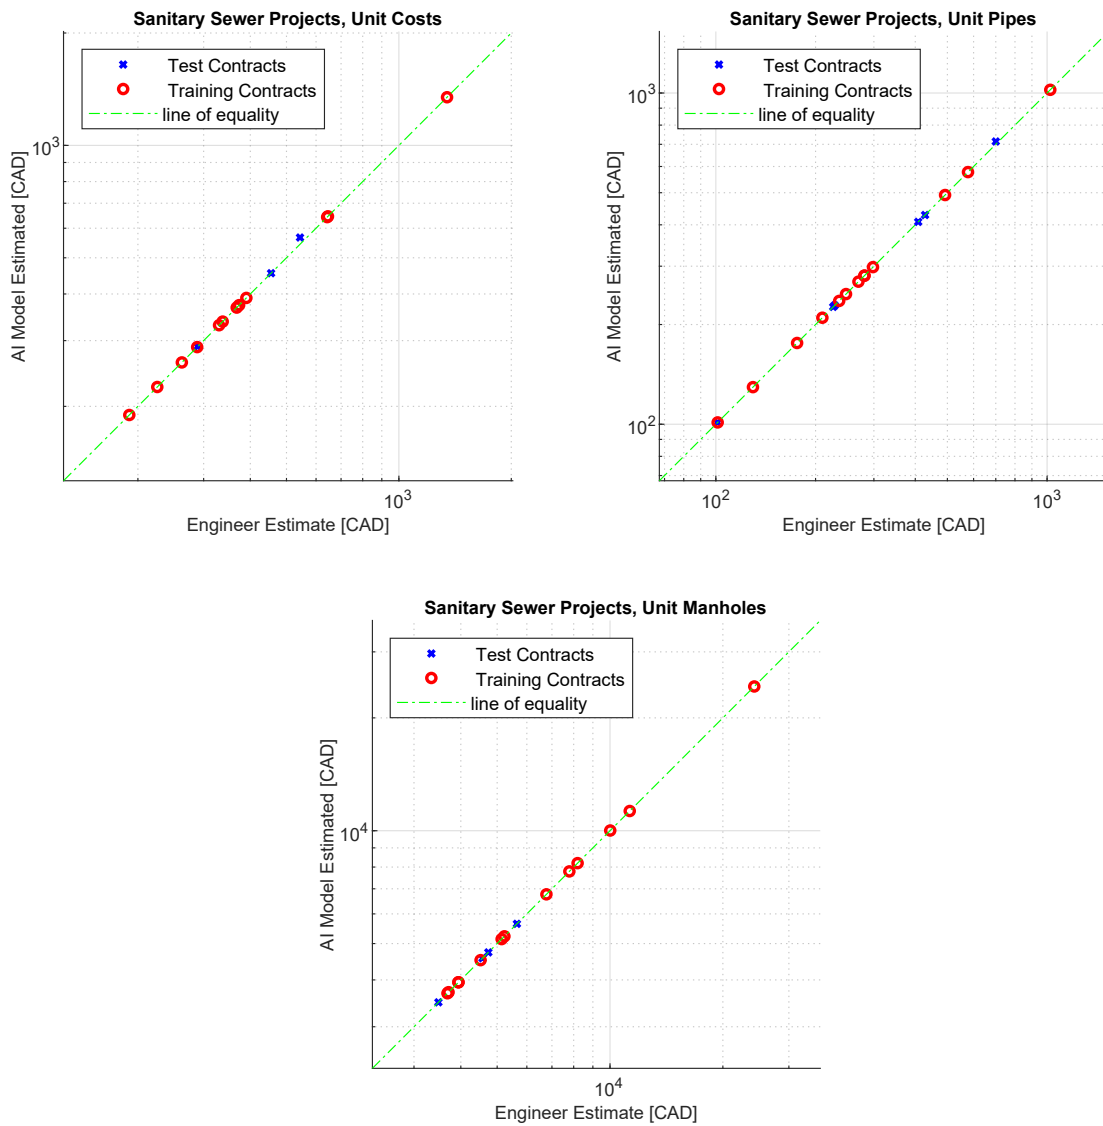 Sanitary Sewer Projects, Unit Costs
Test Contracts
Training Contracts
line of equality
10^3
AI Model Estimated [CAD]
10^3
Engineer Estimate [CAD]
Sanitary Sewer Projects, Unit Pipes
Test Contracts
Training Contracts
line of equality
10^3
10^2
AI Model Estimated [CAD]
10^2
10^3
Engineer Estimate [CAD]
Sanitary Sewer Projects, Unit Manholes
Test Contracts
Training Contracts
line of equality
10^4
AI Model Estimated [CAD]
10^4
Engineer Estimate [CAD]